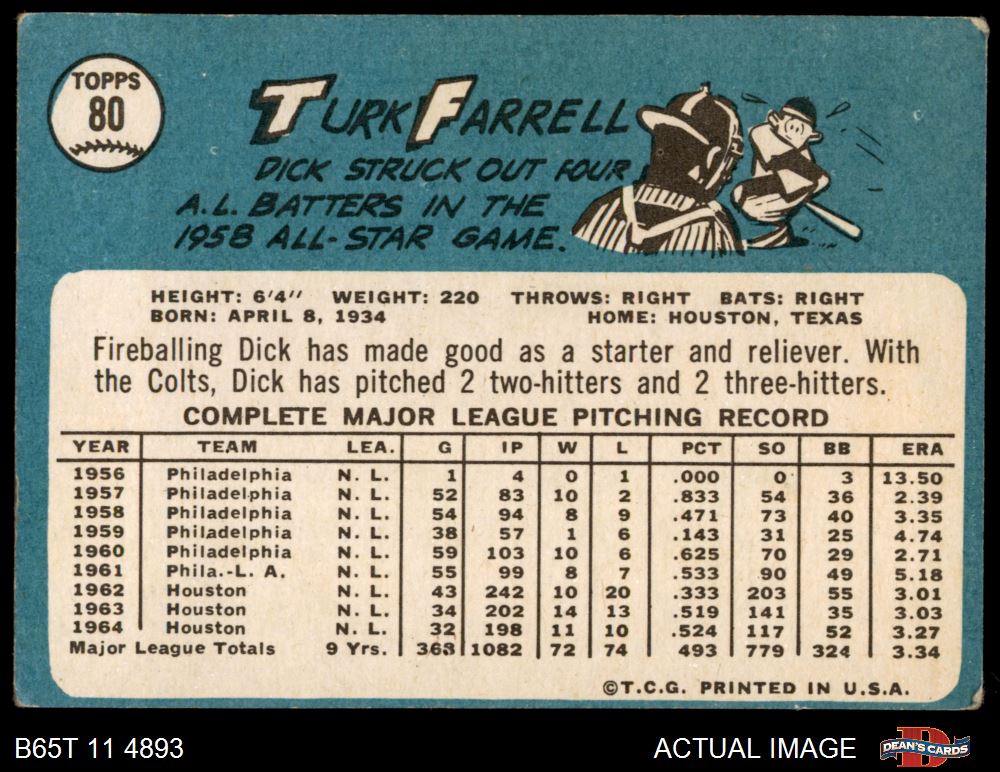 TOPPS
80
TURK FARRELL
DICK STRUCK OUT FOUR
A.L. BATTERS IN THE
1958 ALL-STAR GAME.
HEIGHT: 6'4" WEIGHT: 220 THROWS: RIGHT BATS: RIGHT
BORN: APRIL 8, 1934 HOME: HOUSTON, TEXAS
Fireballing Dick has made good as a starter and reliever. With
the Colts, Dick has pitched 2 two-hitters and 2 three-hitters.
COMPLETE MAJOR LEAGUE PITCHING RECORD
YEAR TEAM LEA. G IP W L PCT SO BB ERA
1956 Philadelphia N. L. 1 4 0 1 .000 0 3 13.50
1957 Philadelphia N. L. 52 83 10 2 .833 54 36 2.39
1958 Philadelphia N. L. 54 94 8 9 .471 73 40 3.35
1959 Philadelphia N. L. 38 57 1 6 .143 31 25 4.74
1960 Philadelphia N. L. 59 103 10 6 .625 70 29 2.71
1961 Phila.-L. A. N. L. 55 99 8 7 .533 90 49 5.18
1962 Houston N. L. 43 242 10 20 .333 203 55 3.01
1963 Houston N. L. 34 202 14 13 .519 141 35 3.03
1964 Houston N. L. 32 198 11 10 .524 117 52 3.27
Major League Totals 9 Yrs. 368 1082 72 74 493 779 324 3.34
©T.C.G. PRINTED IN U.S.A.
B65T 11 4893 ACTUAL IMAGE D DEAN'S CARDS